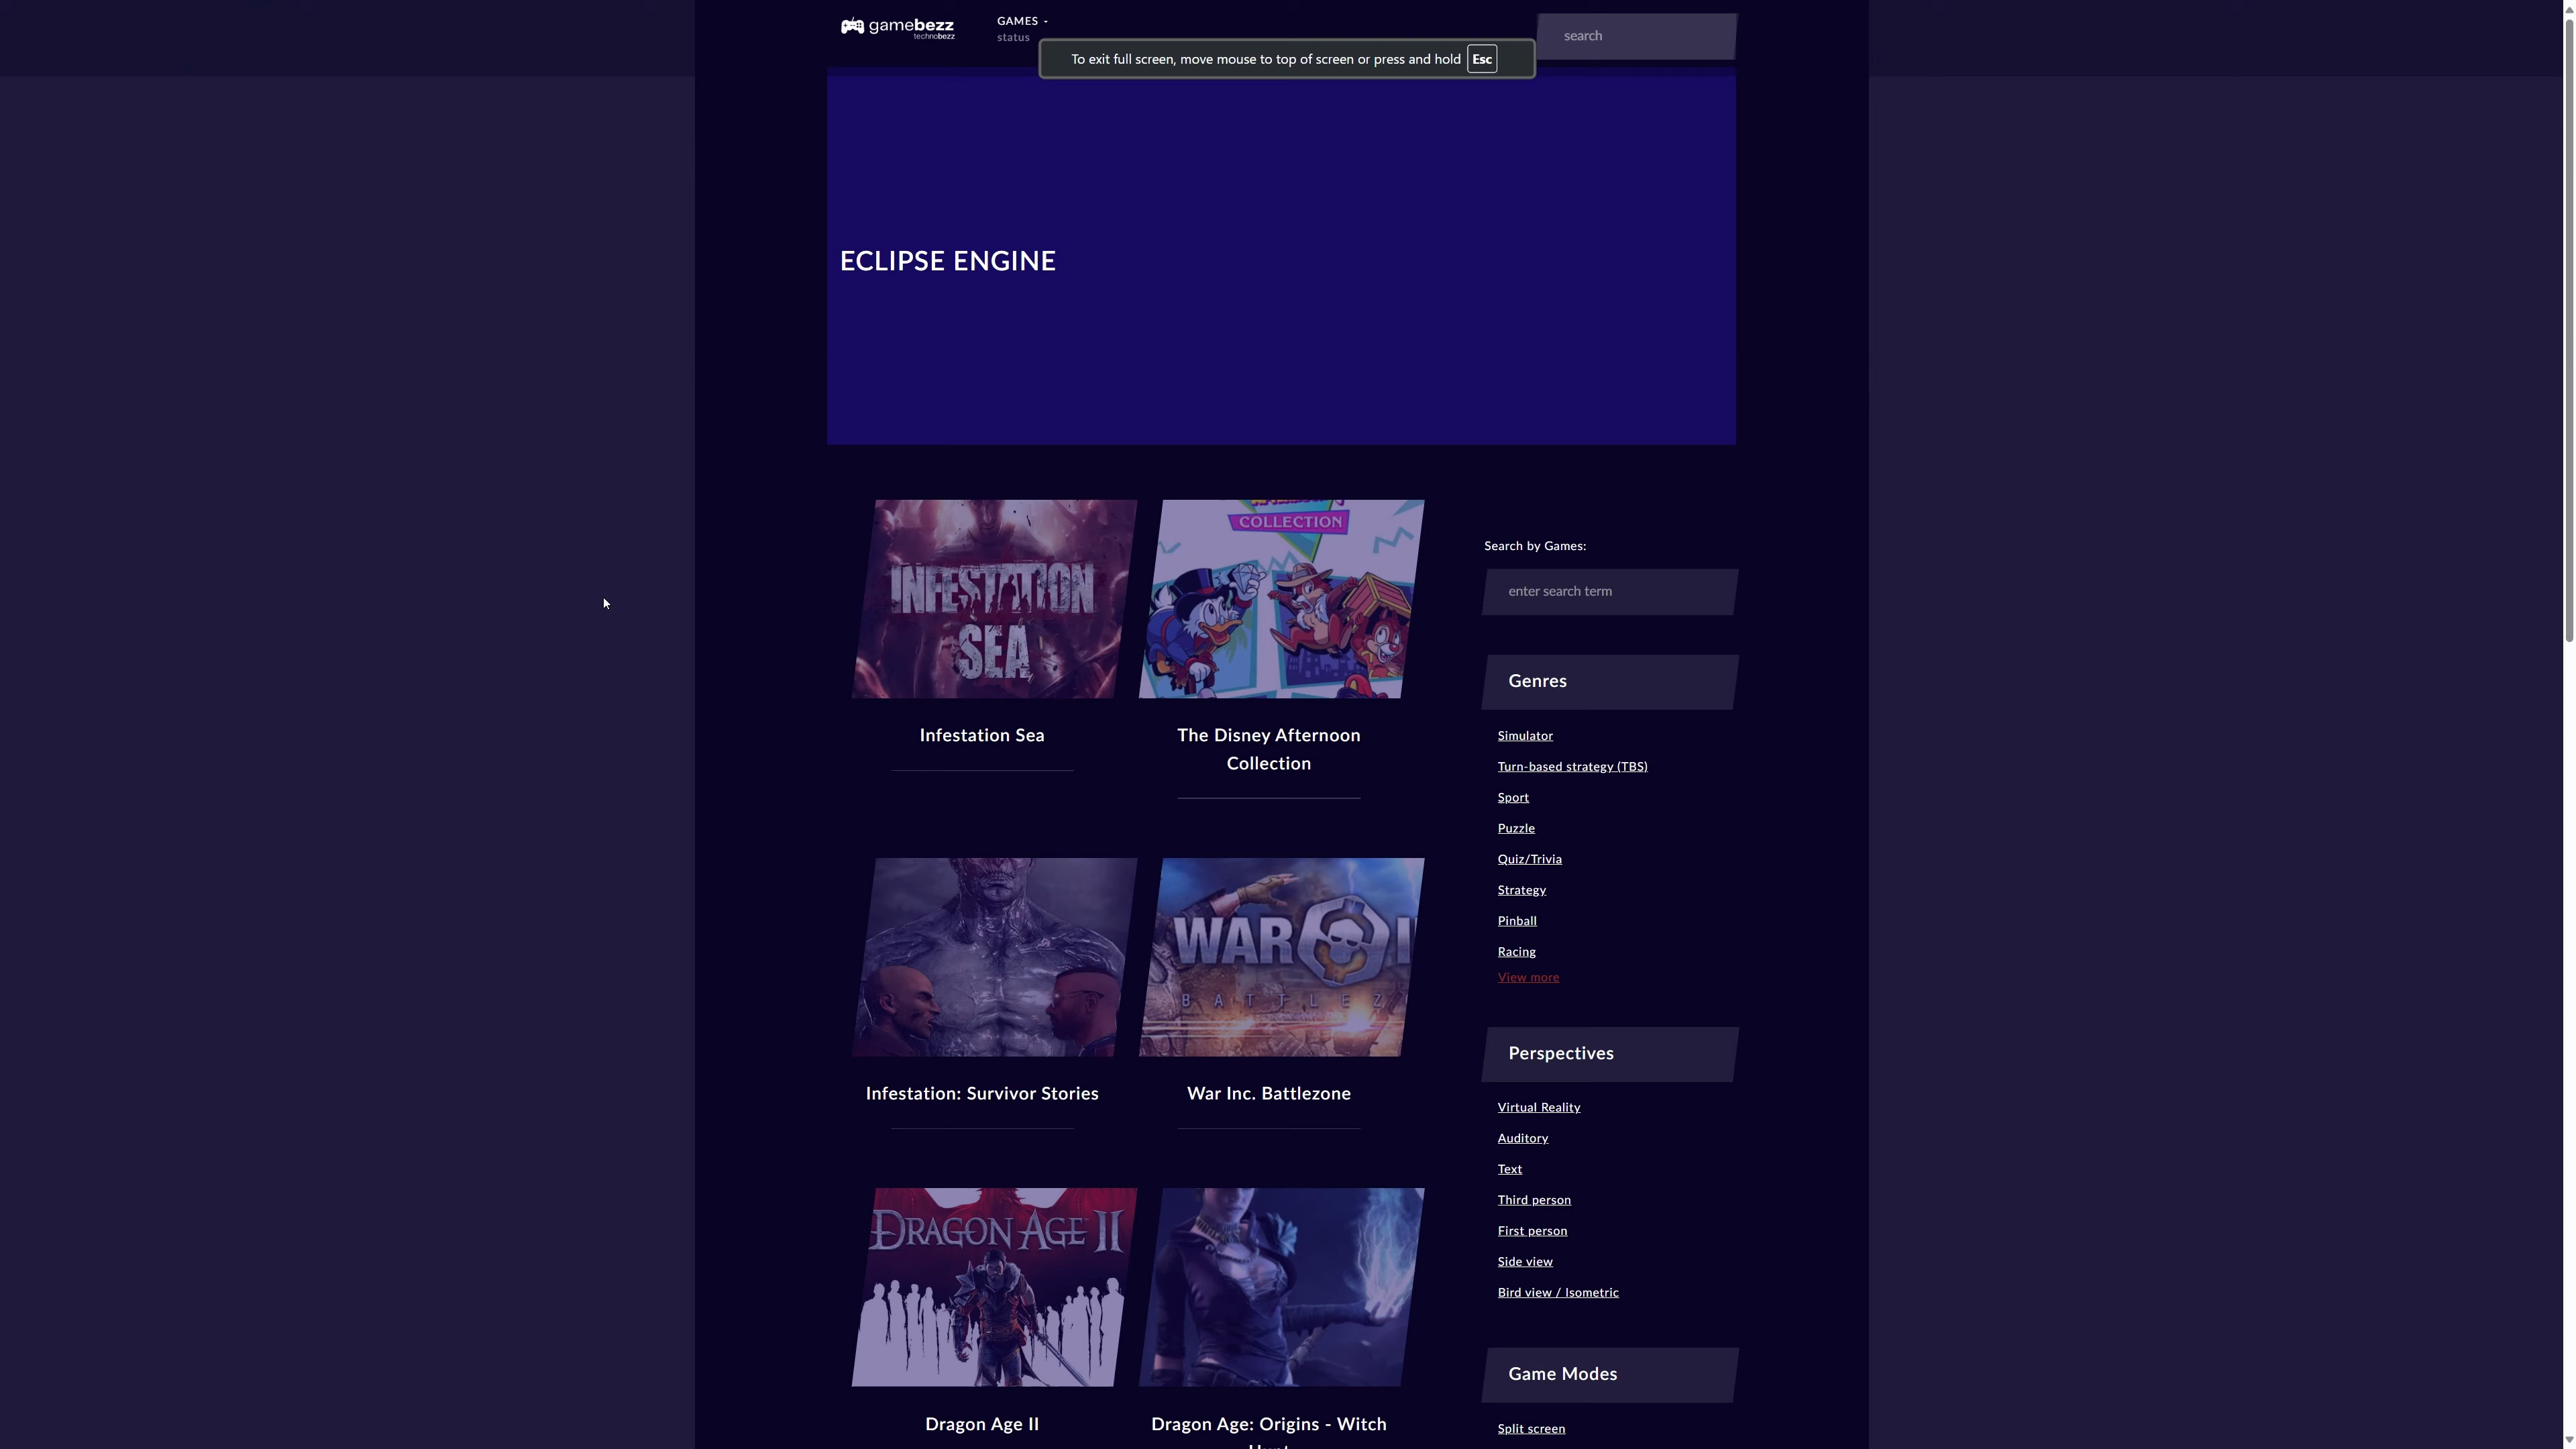 gamebezz
technobezz
GAMES
status
search
To exit full screen, move mouse to top of screen or press and hold Esc
ECLIPSE ENGINE
INFESTATION
SEA
COLLECTION
Infestation Sea
The Disney Afternoon
Collection
Search by Games:
enter search term
Genres
Simulator
Turn-based strategy (TBS)
Sport
Puzzle
Quiz/Trivia
Strategy
Pinball
Racing
View more
WAR I
BATTLEZ
Infestation: Survivor Stories
War Inc. Battlezone
Perspectives
Virtual Reality
Auditory
Text
Third person
First person
Side view
Bird view / Isometric
DRAGON AGE II
Dragon Age II
Dragon Age: Origins - Witch
Game Modes
Split screen